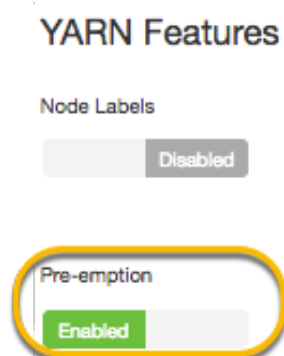 YARN Features
Node Labels
Disabled
Pre-emption
Enabled